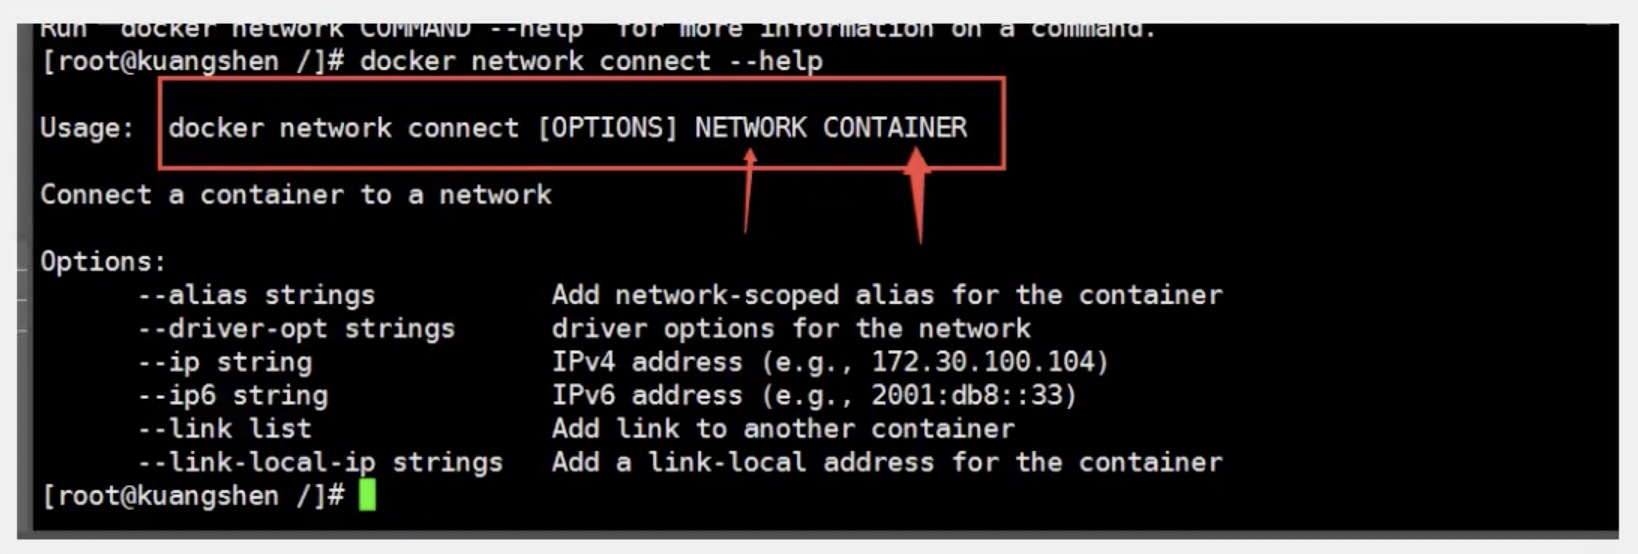 Run 'docker network COMMAND --help' for more information on a command.
[root@kuangshen /]# docker network connect --help
Usage:  docker network connect [OPTIONS] NETWORK CONTAINER
Connect a container to a network
Options:
      --alias strings           Add network-scoped alias for the container
      --driver-opt strings      driver options for the network
      --ip string               IPv4 address (e.g., 172.30.100.104)
      --ip6 string              IPv6 address (e.g., 2001:db8::33)
      --link list               Add link to another container
      --link-local-ip strings   Add a link-local address for the container
[root@kuangshen /]#